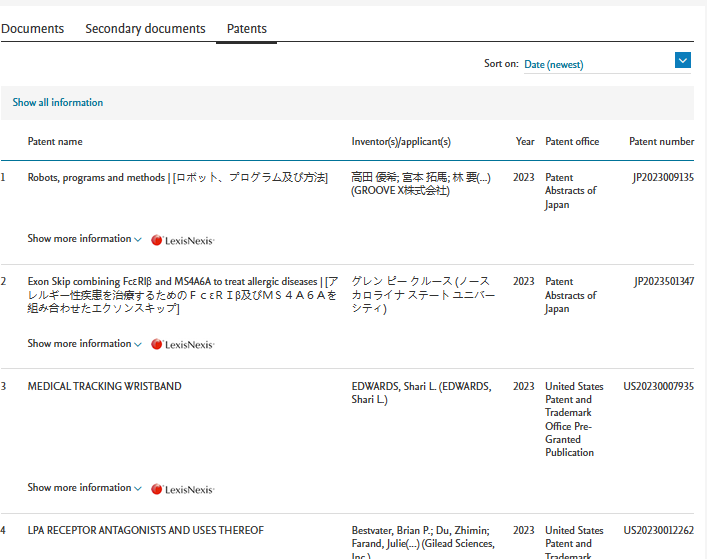 Documents Secondary documents Patents
Sort on: Date (newest)
Show all information
Patent name Inventor(s)/applicant(s) Year Patent office Patent number
1 Robots, programs and methods | [ロボット、プログラム及び方法] 高田 優希; 宮本 拓馬; 林 要(...) 2023 Patent JP2023009135
(GROOVE X株式会社) Abstracts of
Japan
Show more information LexisNexis
2 Exon Skip combining FcεRIβ and MS4A6A to treat allergic diseases | [ア グレン ピー クルース (ノース 2023 Patent JP2023501347
レルギー性疾患を治療するためのＦｃεＲＩβ及びＭＳ４Ａ６Ａを カロライナ ステート ユニバー Abstracts of
組み合わせたエクソンスキップ] シティ) Japan
Show more information LexisNexis
3 MEDICAL TRACKING WRISTBAND EDWARDS, Shari L. (EDWARDS, 2023 United States US20230007935
Shari L.) Patent and
Trademark
Office Pre-
Granted
Publication
Show more information LexisNexis
4 LPA RECEPTOR ANTAGONISTS AND USES THEREOF Bestvater, Brian P.; Du, Zhimin; 2023 United States US20230012262
Farand, Julie(...) (Gilead Sciences, Patent and
Inc.) Trademark